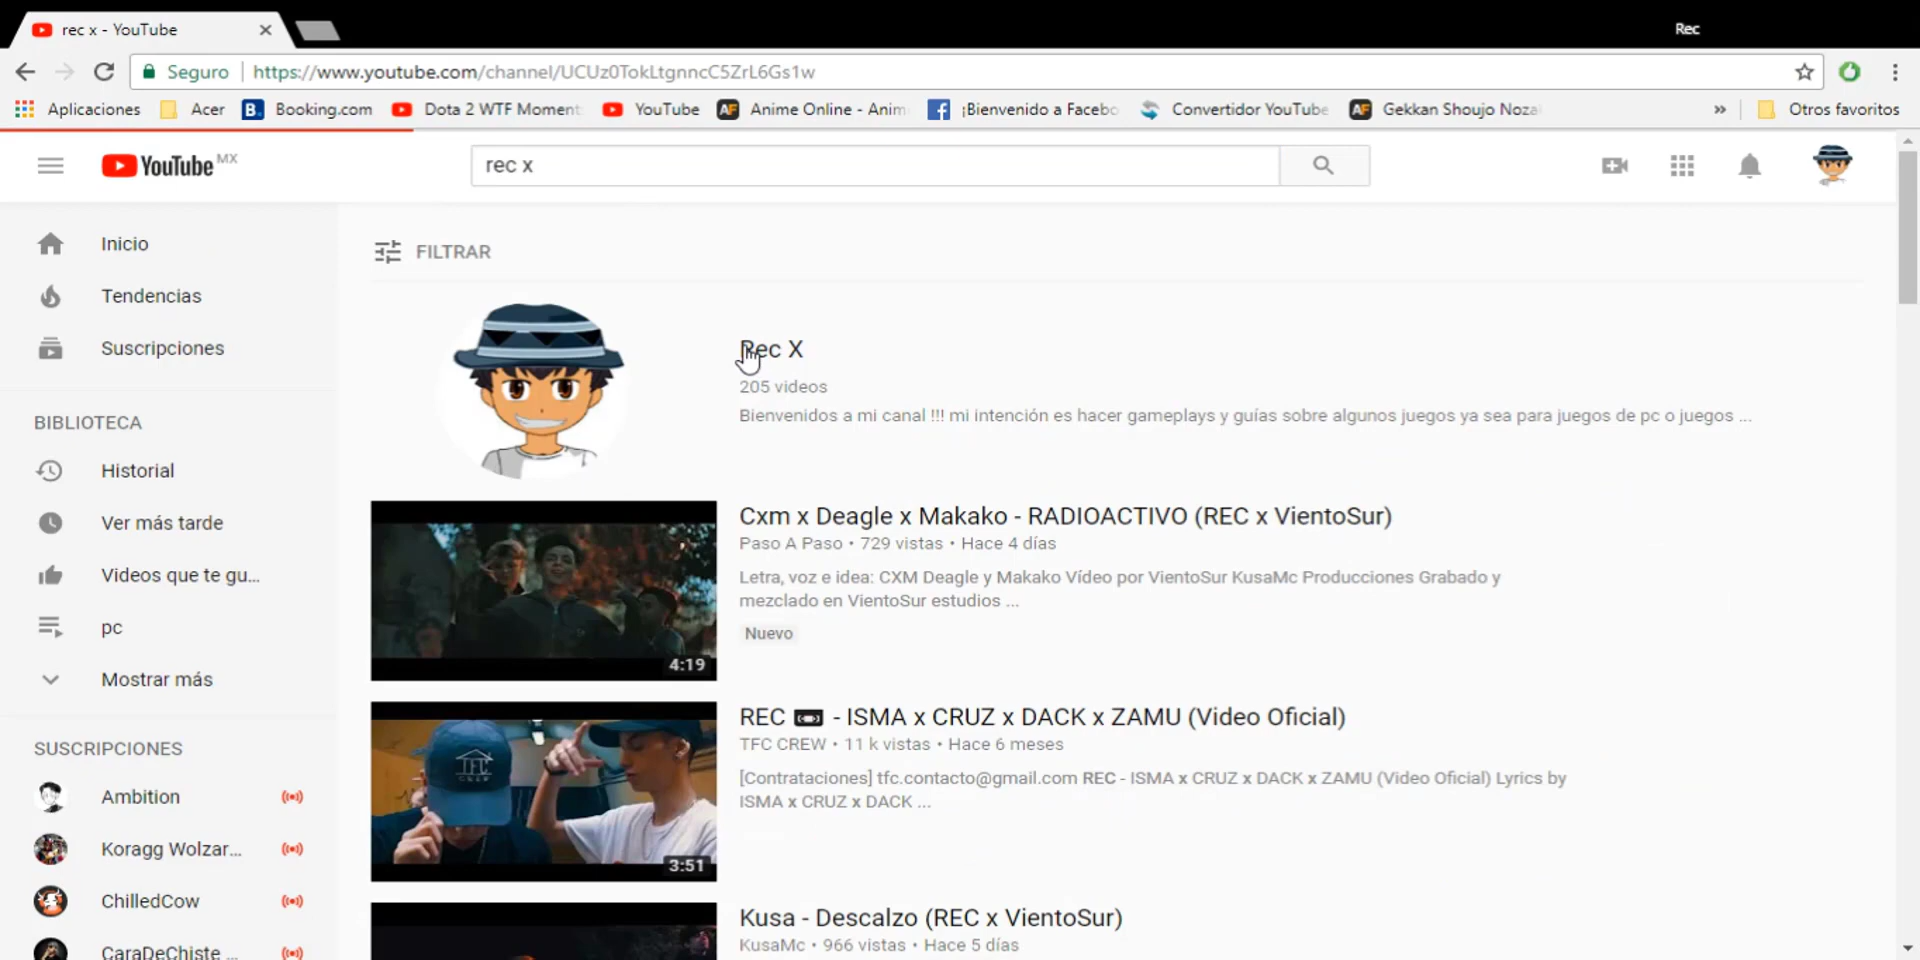 rec x - YouTube
Rec
Seguro https://www.youtube.com/channel/UCUz0TokLtgnncC5ZrL6Gs1w
Aplicaciones Acer Booking.com Dota 2 WTF Moment YouTube Anime Online - Anim ¡Bienvenido a Facebo Convertidor YouTube Gekkan Shoujo Noza » Otros favoritos
YouTube MX
rec x
Inicio
Tendencias
Suscripciones
BIBLIOTECA
Historial
Ver más tarde
Videos que te gu...
pc
Mostrar más
SUSCRIPCIONES
Ambition
Koragg Wolzar...
ChilledCow
CaraDeChiste ...
FILTRAR
Rec X
205 videos
Bienvenidos a mi canal !!! mi intención es hacer gameplays y guías sobre algunos juegos ya sea para juegos de pc o juegos ...
4:19
Cxm x Deagle x Makako - RADIOACTIVO (REC x VientoSur)
Paso A Paso • 729 vistas • Hace 4 días
Letra, voz e idea: CXM Deagle y Makako Vídeo por VientoSur KusaMc Producciones Grabado y
mezclado en VientoSur estudios ...
Nuevo
TFC
CREW
3:51
REC 📼 - ISMA x CRUZ x DACK x ZAMU (Video Oficial)
TFC CREW • 11 k vistas • Hace 6 meses
[Contrataciones] tfc.contacto@gmail.com REC - ISMA x CRUZ x DACK x ZAMU (Video Oficial) Lyrics by
ISMA x CRUZ x DACK ...
Kusa - Descalzo (REC x VientoSur)
KusaMc • 966 vistas • Hace 5 días